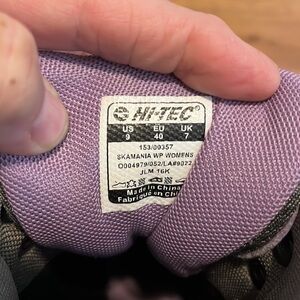 HI-TEC
US EU UK
9 40 7
153/00357
SKAMANIA WP WOMENS
O004979/052/LA#9022
JLM 16K
Made in China
Fabriqué en Chine